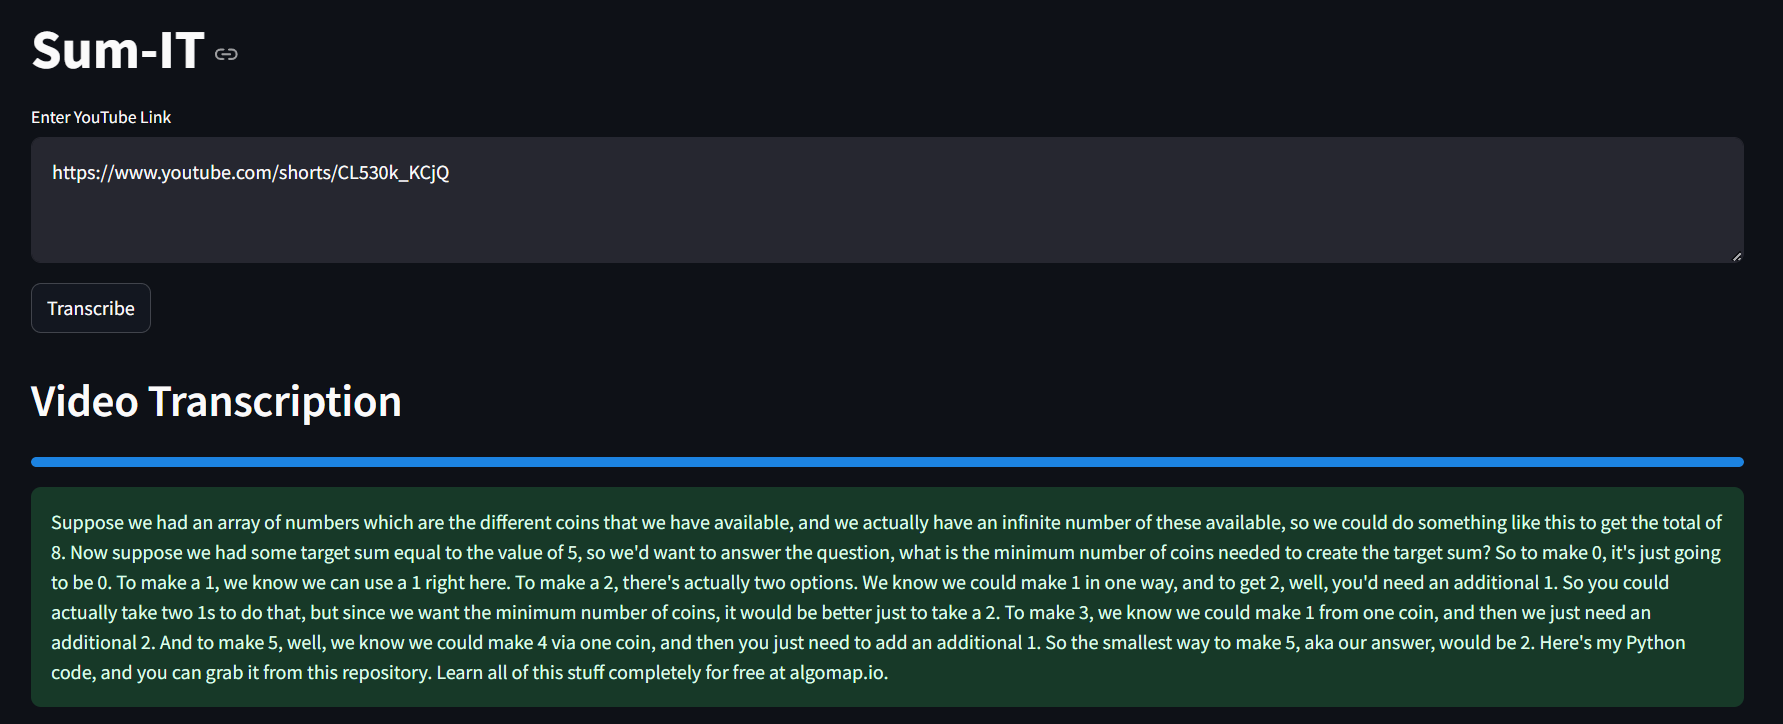 Sum-IT
Enter YouTube Link
https://www.youtube.com/shorts/CL530k_KCjQ
Transcribe
Video Transcription
Suppose we had an array of numbers which are the different coins that we have available, and we actually have an infinite number of these available, so we could do something like this to get the total of
8. Now suppose we had some target sum equal to the value of 5, so we'd want to answer the question, what is the minimum number of coins needed to create the target sum? So to make 0, it's just going
to be 0. To make a 1, we know we can use a 1 right here. To make a 2, there's actually two options. We know we could make 1 in one way, and to get 2, well, you'd need an additional 1. So you could
actually take two 1s to do that, but since we want the minimum number of coins, it would be better just to take a 2. To make 3, we know we could make 1 from one coin, and then we just need an
additional 2. And to make 5, well, we know we could make 4 via one coin, and then you just need to add an additional 1. So the smallest way to make 5, aka our answer, would be 2. Here's my Python
code, and you can grab it from this repository. Learn all of this stuff completely for free at algomap.io.